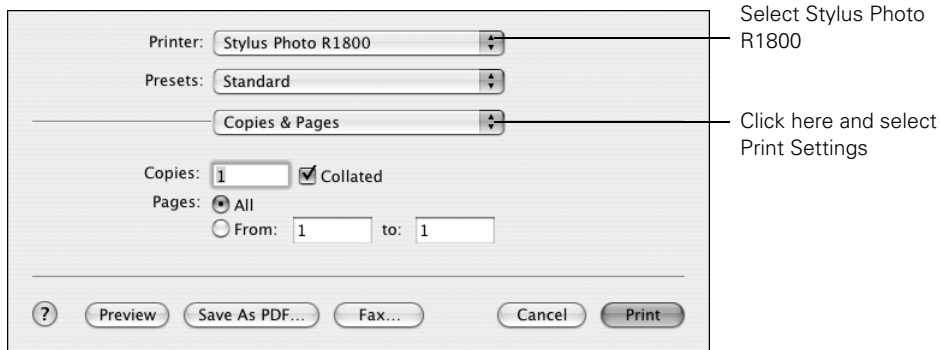 Select Stylus Photo
R1800
Printer: Stylus Photo R1800
Presets: Standard
Copies & Pages
Click here and select
Print Settings
Copies: 1 Collated
Pages: All
From: 1 to: 1
? Preview Save As PDF... Fax... Cancel Print